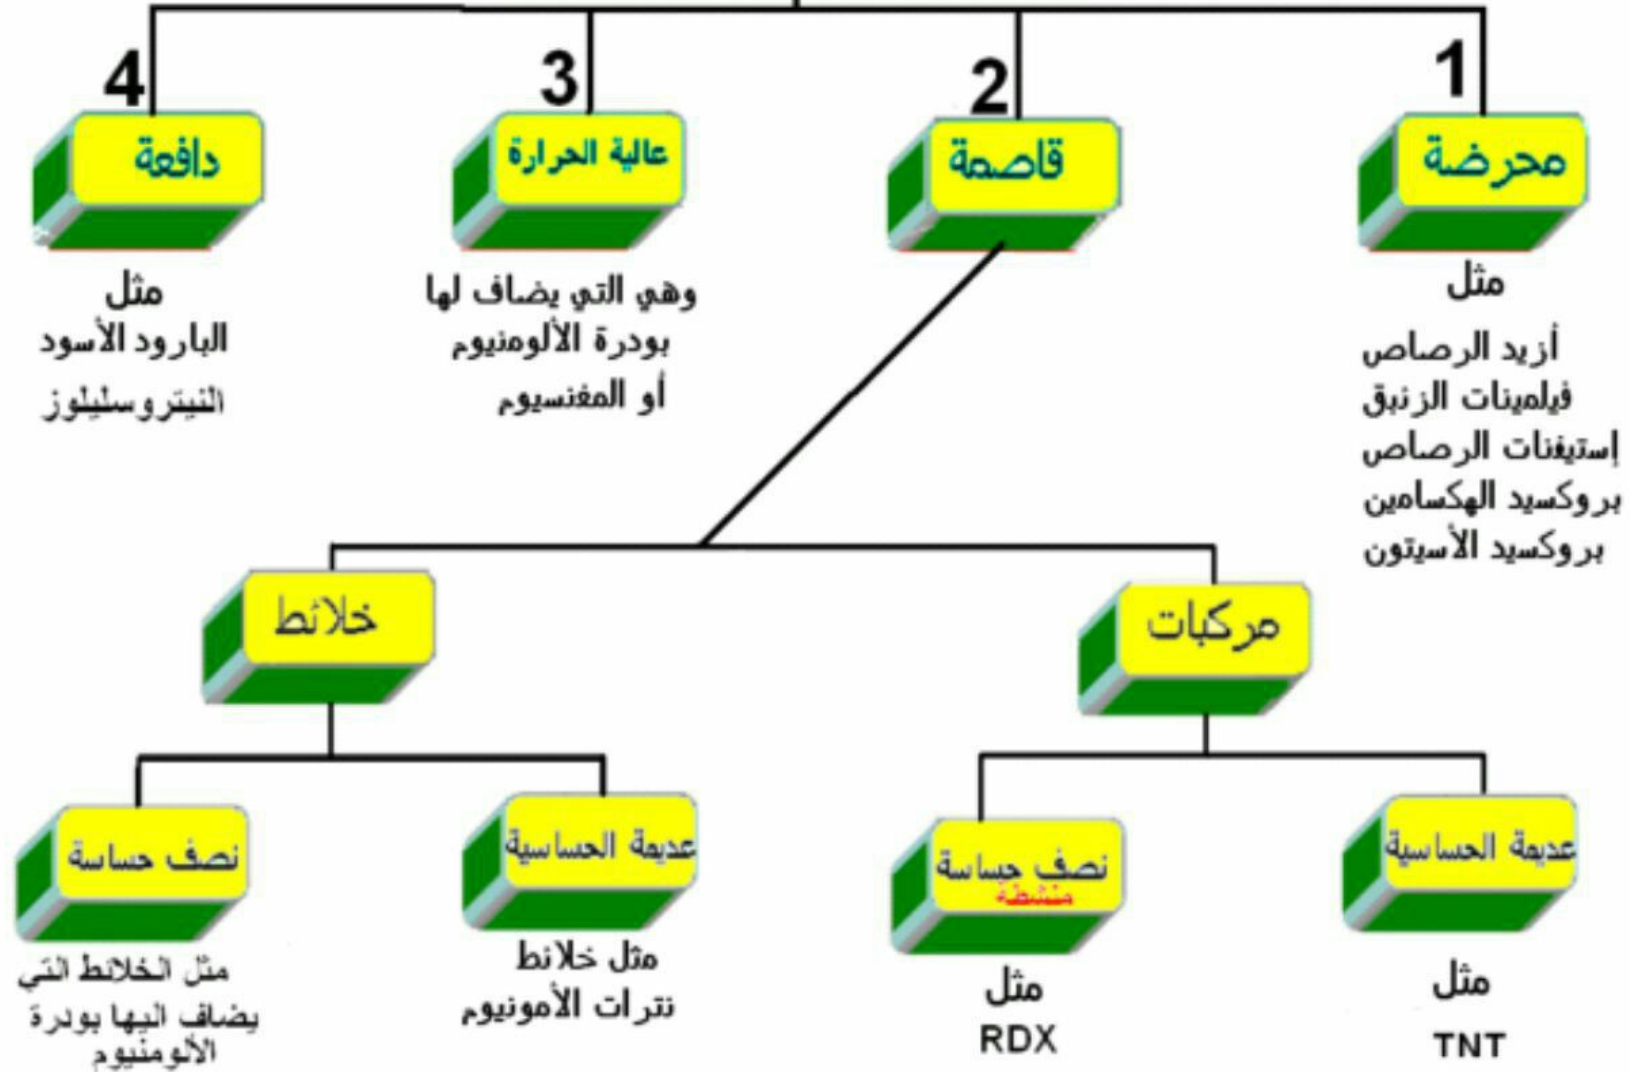 1
2
3
4
محرضة
قاصمة
عالية الحرارة
دافعة
مثل
أزيد الرصاص
فيلمينات الزئبق
إستيفنات الرصاص
بروكسيد الهكسامين
بروكسيد الأسيتون
وهي التي يضاف لها
بودرة الألومنيوم
أو المغنسيوم
مثل
البارود الأسود
النيتروسليلوز
مركبات
خلائط
عديمة الحساسية
نصف حساسة
منشطة
عديمة الحساسية
نصف حساسة
مثل
TNT
مثل
RDX
مثل خلائط
نترات الأمونيوم
مثل الخلائط التي
يضاف اليها بودرة
الألومنيوم